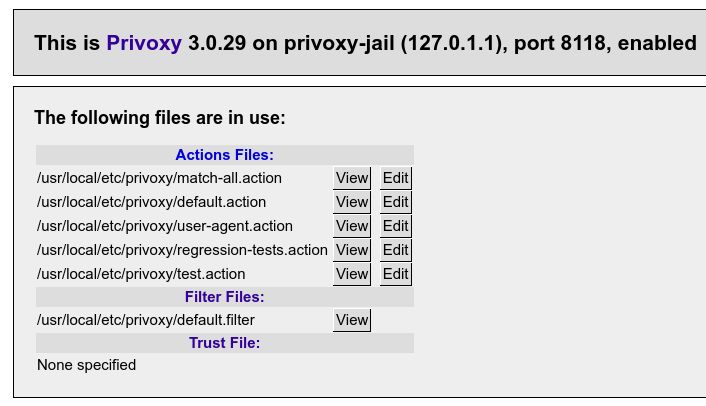 This is Privoxy 3.0.29 on privoxy-jail (127.0.1.1), port 8118, enabled
The following files are in use:
Actions Files:
/usr/local/etc/privoxy/match-all.action View Edit
/usr/local/etc/privoxy/default.action View Edit
/usr/local/etc/privoxy/user-agent.action View Edit
/usr/local/etc/privoxy/regression-tests.action View Edit
/usr/local/etc/privoxy/test.action View Edit
Filter Files:
/usr/local/etc/privoxy/default.filter View
Trust File:
None specified